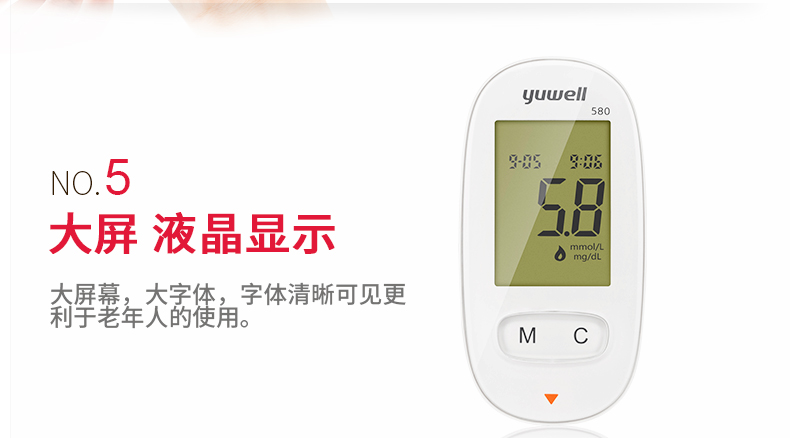 NO.5
大屏 液晶显示
大屏幕，大字体，字体清晰可见更
利于老年人的使用。
yuwell
580
9-05 9:06
5.8
mmol/L
mg/dL
M C